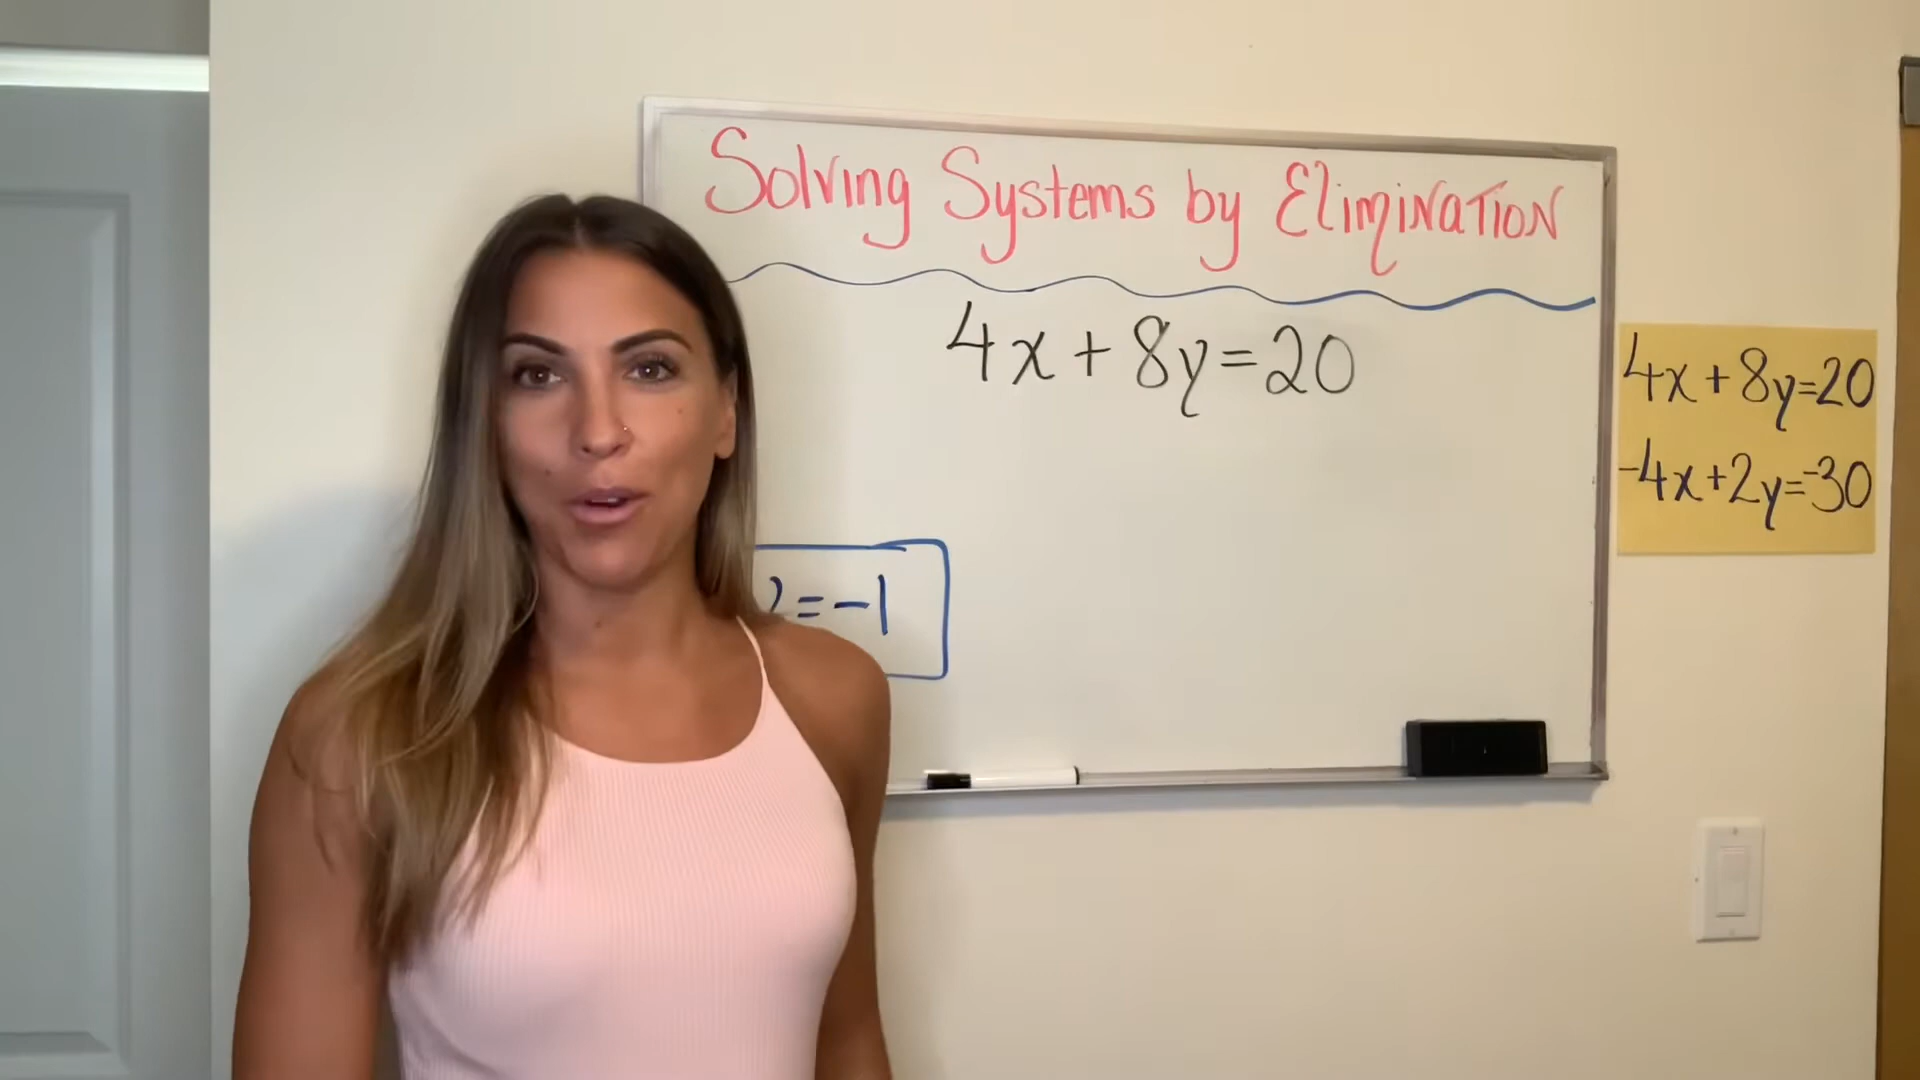 Solving Systems by Elimination
4x+8y=20
=-1
4x+8y=20
-4x+2y=-30